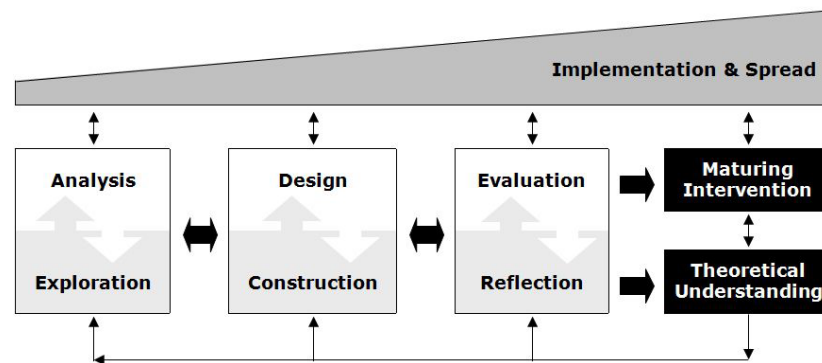 Implementation & Spread
Analysis
Exploration
Design
Construction
Evaluation
Reflection
Maturing
Intervention
Theoretical
Understanding